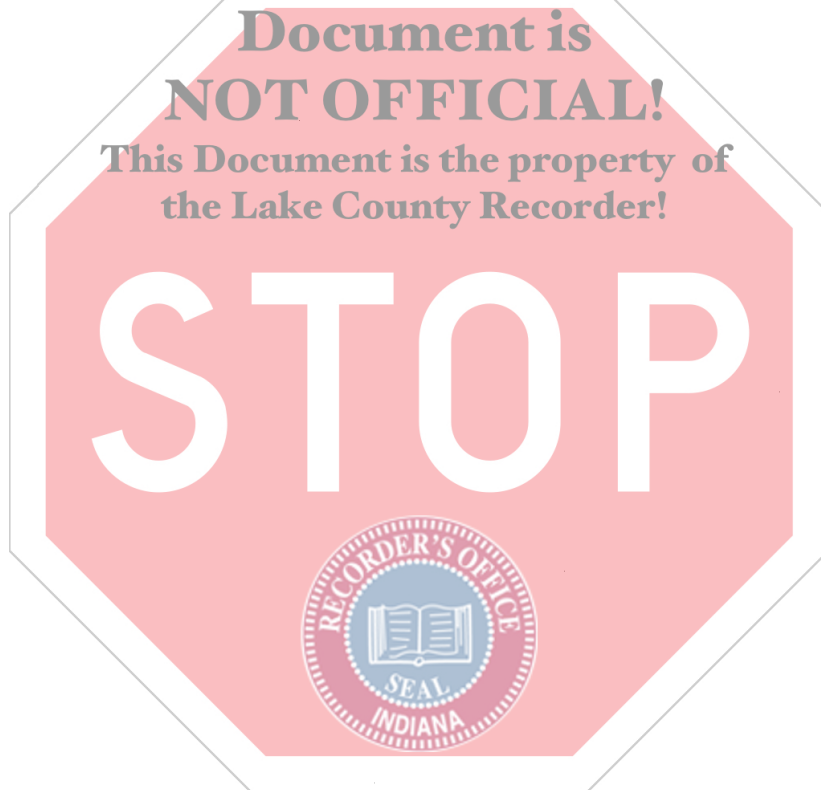 Document is
NOT OFFICIAL!
This Document is the property of
the Lake County Recorder!
STOP
RECORDER'S OFFICE
SEAL
INDIANA